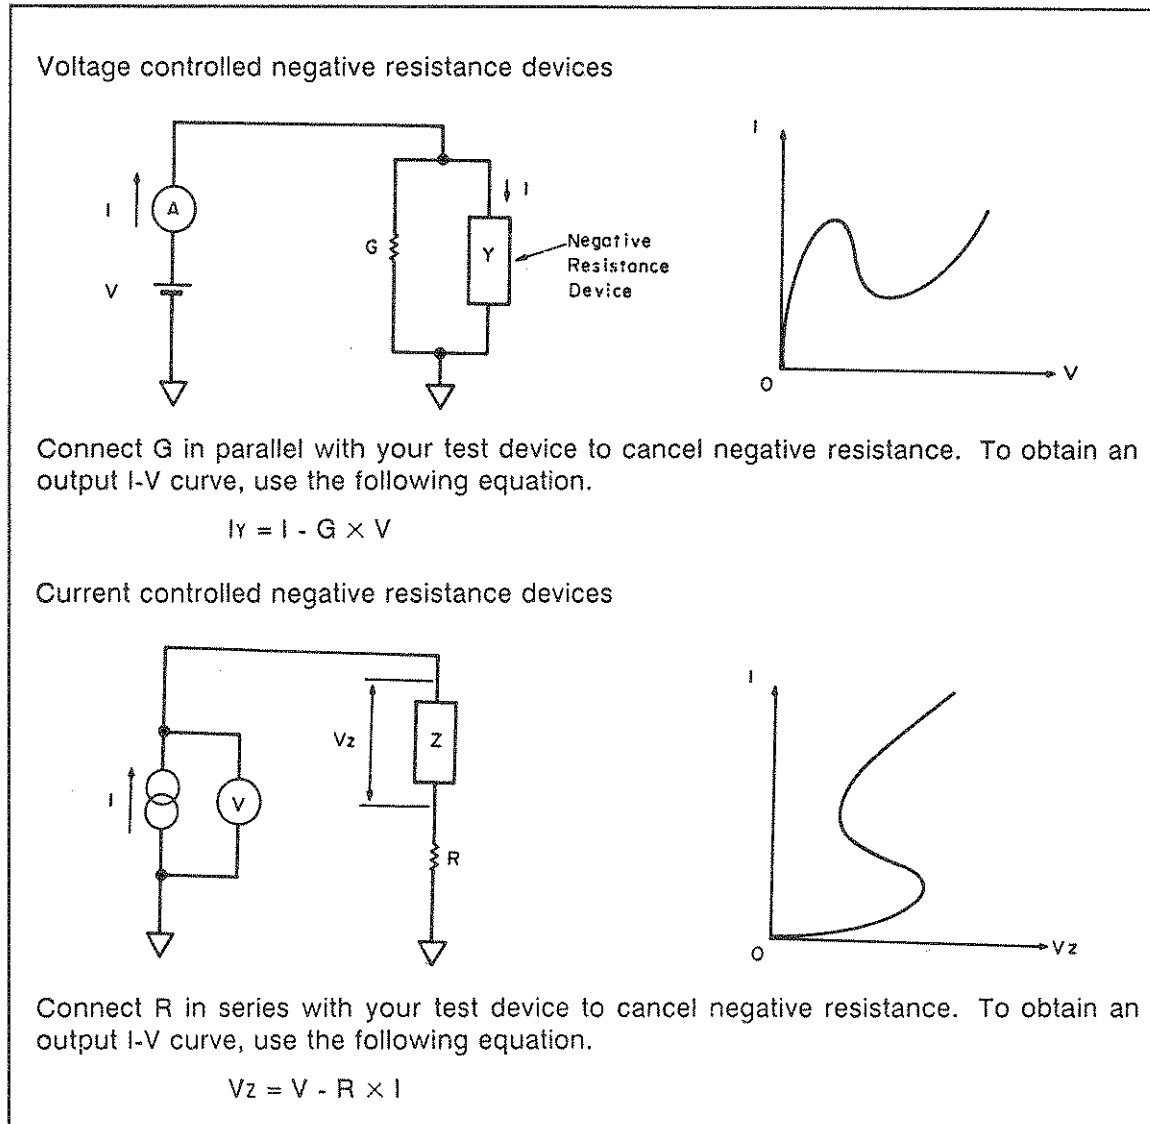 Voltage controlled negative resistance devices
I
A
V
G
I
Y
Negative
Resistance
Device
I
O
V
Connect G in parallel with your test device to cancel negative resistance. To obtain an
output I-V curve, use the following equation.
IY = I - G × V
Current controlled negative resistance devices
I
V
Vz
Z
R
I
O
Vz
Connect R in series with your test device to cancel negative resistance. To obtain an
output I-V curve, use the following equation.
Vz = V - R × I